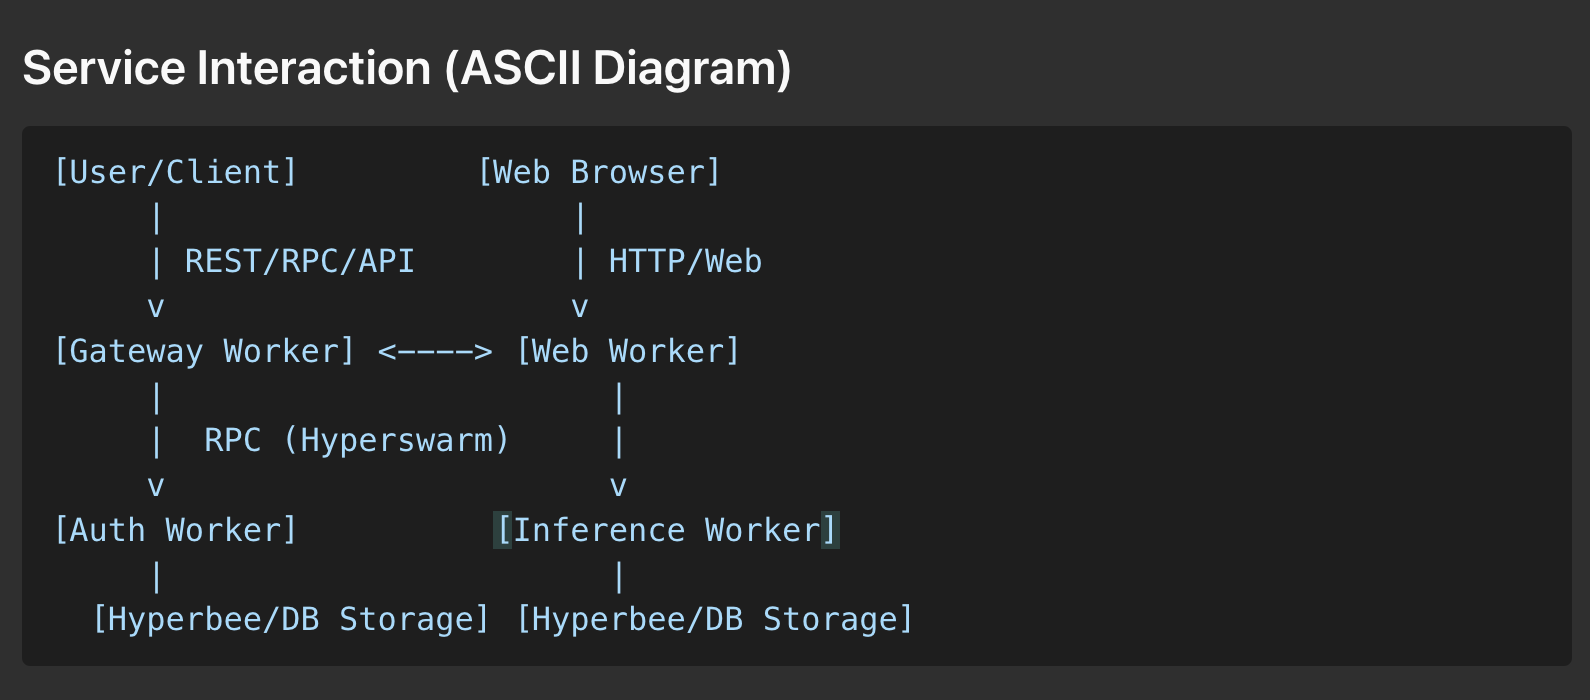 Service Interaction (ASCII Diagram)
[User/Client]         [Web Browser]
     |                     |
     | REST/RPC/API        | HTTP/Web
     v                     v
[Gateway Worker] <----> [Web Worker]
     |                       |
     |  RPC (Hyperswarm)     |
     v                       v
[Auth Worker]          [Inference Worker]
     |                       |
  [Hyperbee/DB Storage] [Hyperbee/DB Storage]